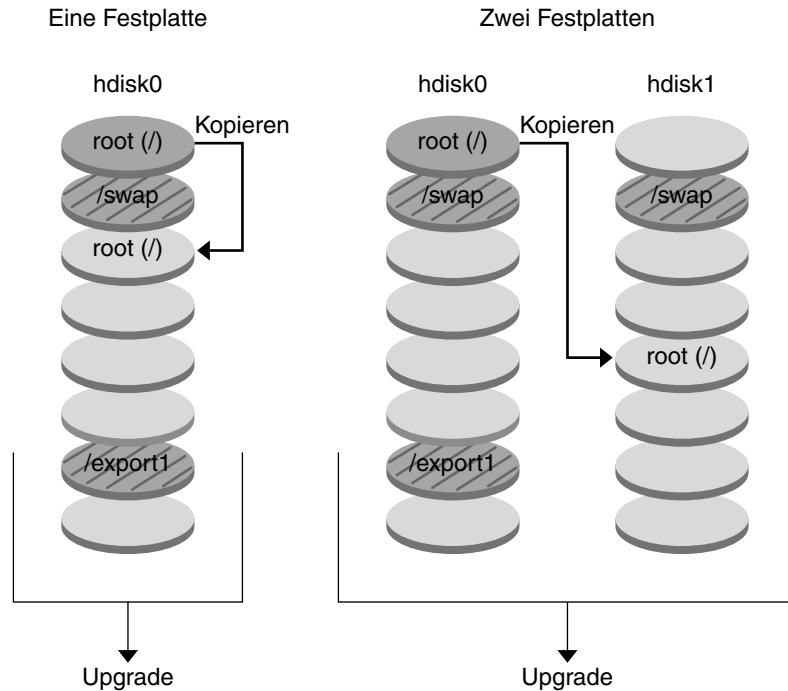 Eine Festplatte
hdisk0
root (/)
Kopieren
/swap
root (/)
/export1
Upgrade
Zwei Festplatten
hdisk0
hdisk1
root (/)
Kopieren
/swap
/swap
root (/)
/export1
Upgrade